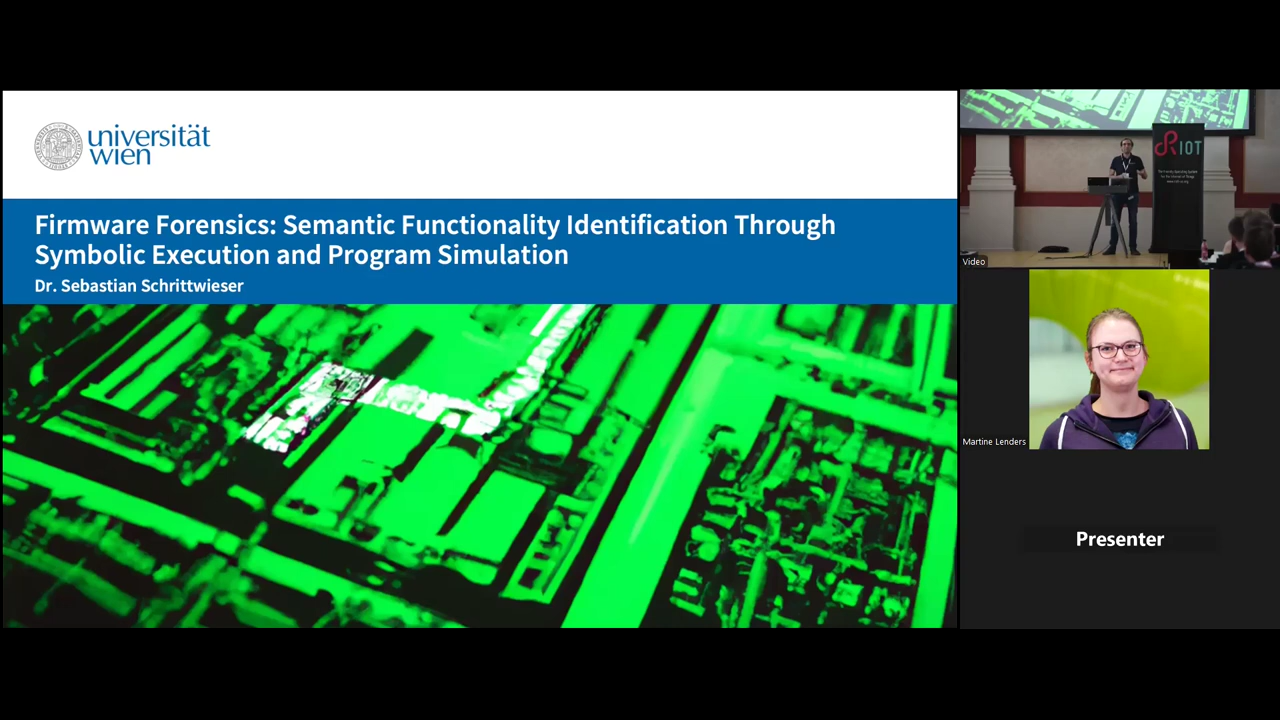 universität
wien
Firmware Forensics: Semantic Functionality Identification Through
Symbolic Execution and Program Simulation
Dr. Sebastian Schrittwieser
RIOT
Video
Martine Lenders
Presenter